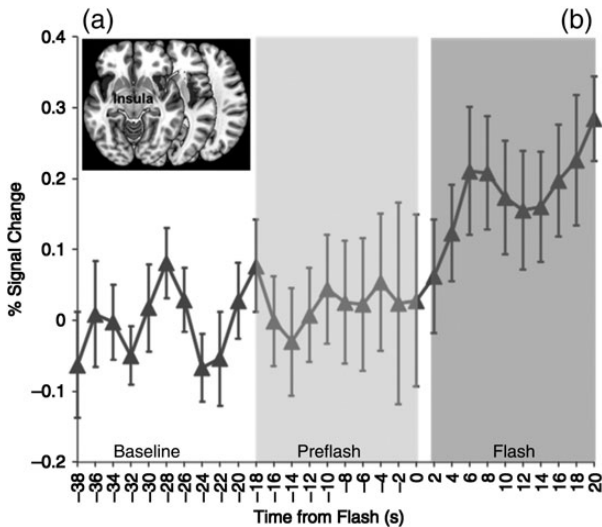 (a)
(b)
Insula
% Signal Change
0.4
0.3
0.2
0.1
0
–0.1
–0.2
Baseline
Preflash
Flash
–38 –36 –34 –32 –30 –28 –26 –24 –22 –20 –18 –16 –14 –12 –10 –8 –6 –4 –2 0 2 4 6 8 10 12 14 16 18 20
Time from Flash (s)